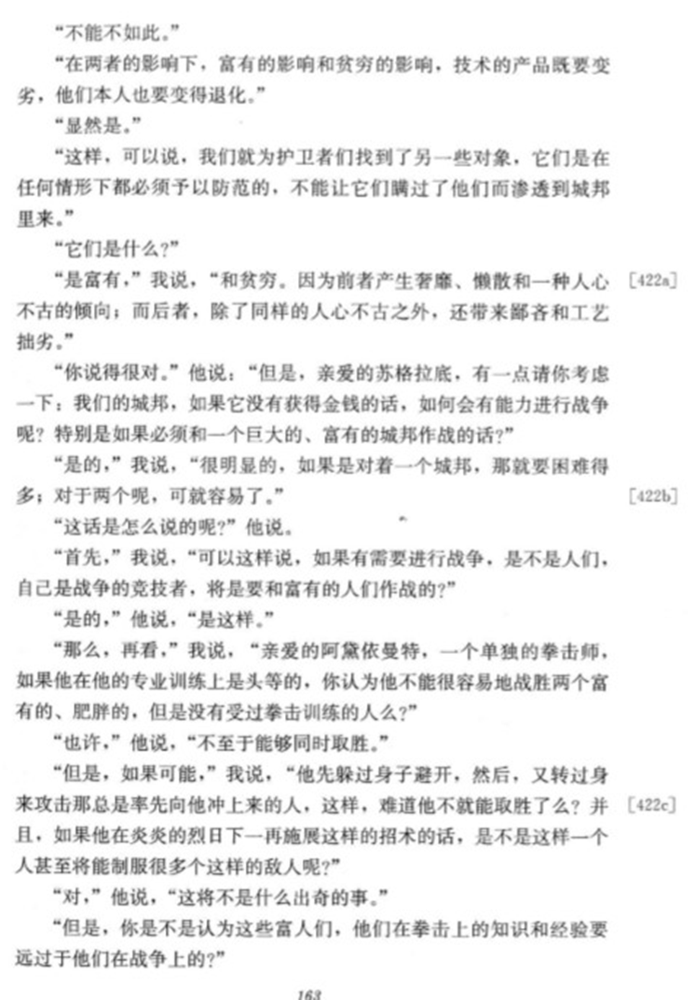 “不能不如此。”
“在两者的影响下，富有的影响和贫穷的影响，技术的产品既要变
劣，他们本人也要变得退化。”
“显然是。”
“这样，可以说，我们就为护卫者们找到了另一些对象，它们是在
任何情形下都必须予以防范的，不能让它们瞒过了他们而渗透到城邦
里来。”
“它们是什么？”
“是富有，”我说，“和贫穷。因为前者产生奢靡、懒散和一种人心 [422a]
不古的倾向；而后者，除了同样的人心不古之外，还带来鄙吝和工艺
拙劣。”
“你说得很对。”他说：“但是，亲爱的苏格拉底，有一点请你考虑
一下：我们的城邦，如果它没有获得金钱的话，如何会有能力进行战争
呢？特别是如果必须和一个巨大的、富有的城邦作战的话？”
“是的，”我说，“很明显的，如果是对着一个城邦，那就要困难得
多；对于两个呢，可就容易了。” [422b]
“这话是怎么说的呢？”他说。
“首先，”我说，“可以这样说，如果有需要进行战争，是不是人们，
自己是战争的竞技者，将是要和富有的人们作战的？”
“是的，”他说，“是这样。”
“那么，再看，”我说，“亲爱的阿黛依曼特，一个单独的拳击师，
如果他在他的专业训练上是头等的，你认为他不能很容易地战胜两个富
有的、肥胖的，但是没有受过拳击训练的人么？”
“也许，”他说，“不至于能够同时取胜。”
“但是，如果可能，”我说，“他先躲过身子避开，然后，又转过身
来攻击那总是率先向他冲上来的人，这样，难道他不就能取胜了么？并 [422c]
且，如果他在炎炎的烈日下一再施展这样的招术的话，是不是这样一个
人甚至将能制服很多个这样的敌人呢？”
“对，”他说，“这将不是什么出奇的事。”
“但是，你是不是认为这些富人们，他们在拳击上的知识和经验要
远过于他们在战争上的？”
163